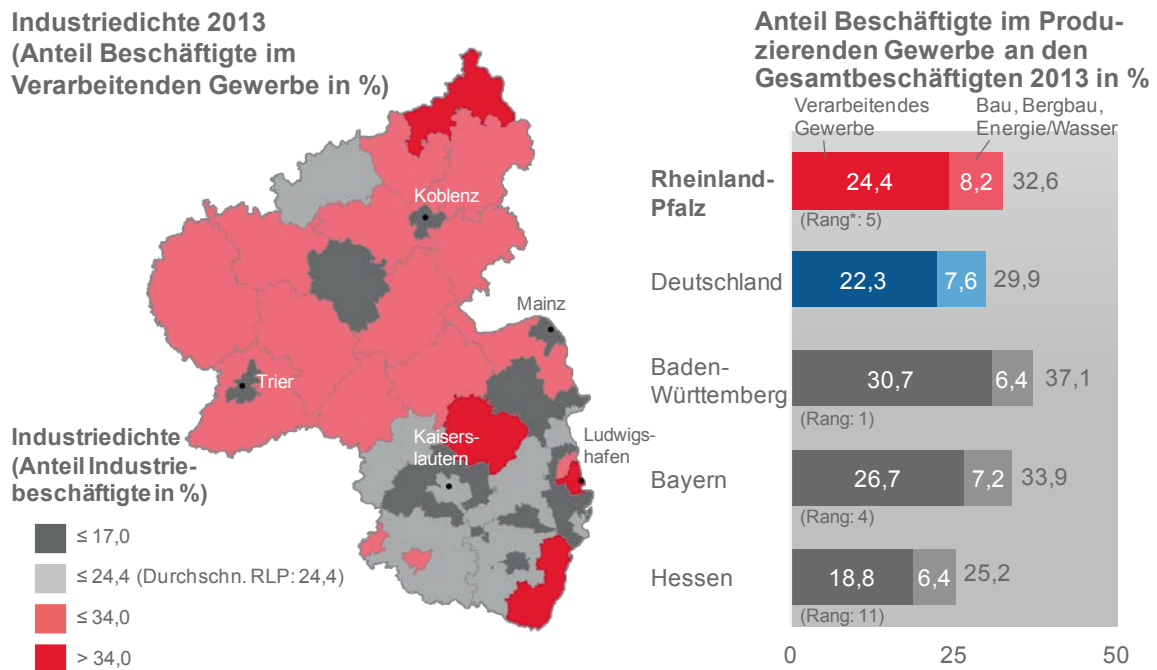 Industriedichte 2013
(Anteil Beschäftigte im
Verarbeitenden Gewerbe in %)
Koblenz
Mainz
Trier
Kaisers-
lautern
Ludwigs-
hafen
Industriedichte
(Anteil Industrie-
beschäftigte in %)
≤ 17,0
≤ 24,4 (Durchschn. RLP: 24,4)
≤ 34,0
> 34,0
Anteil Beschäftigte im Produ-
zierenden Gewerbe an den
Gesamtbeschäftigten 2013 in %
Verarbeitendes
Gewerbe
Bau, Bergbau,
Energie/Wasser
Rheinland-
Pfalz
24,4 8,2 32,6
(Rang*: 5)
Deutschland
22,3 7,6 29,9
Baden-
Württemberg
30,7 6,4 37,1
(Rang: 1)
Bayern
26,7 7,2 33,9
(Rang: 4)
Hessen
18,8 6,4 25,2
(Rang: 11)
0 25 50